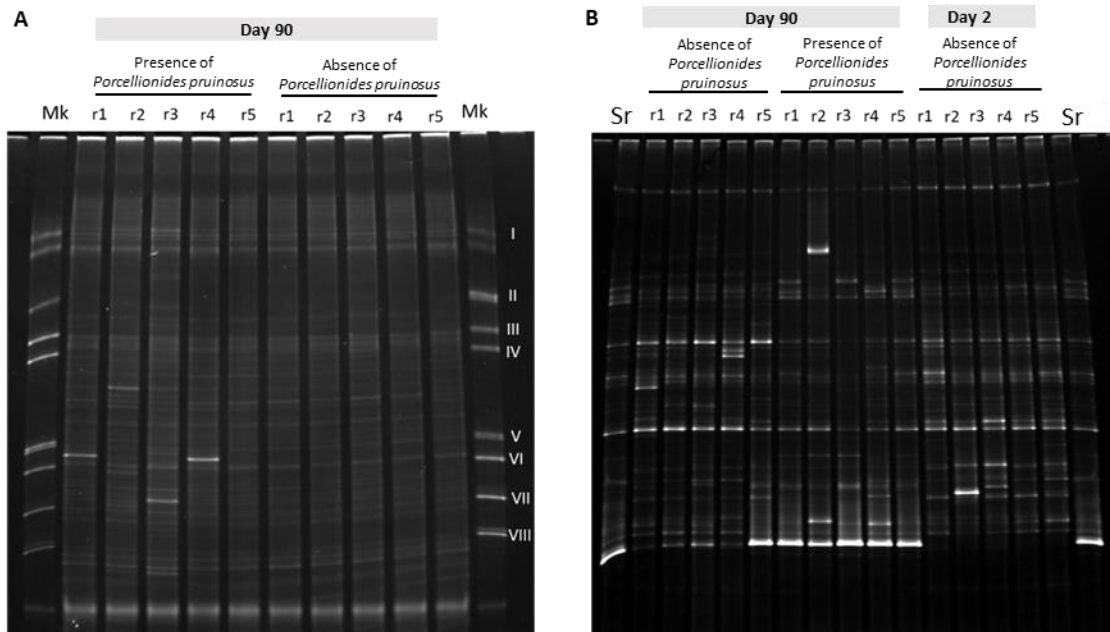 A
Day 90
Presence of
Porcellionides pruinosus
Absence of
Porcellionides pruinosus
Mk r1 r2 r3 r4 r5 r1 r2 r3 r4 r5 Mk
I
II
III
IV
V
VI
VII
VIII
B
Day 90
Day 2
Absence of
Porcellionides
pruinosus
Presence of
Porcellionides
pruinosus
Absence of
Porcellionides
pruinosus
Sr r1 r2 r3 r4 r5 r1 r2 r3 r4 r5 r1 r2 r3 r4 r5 Sr